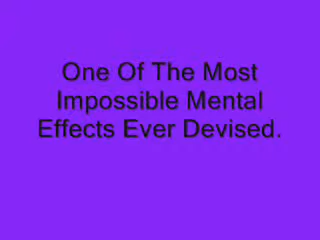 One Of The Most
Impossible Mental
Effects Ever Devised.